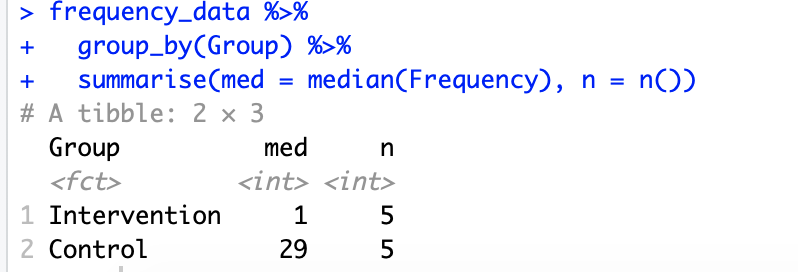 > frequency_data %>%
+   group_by(Group) %>%
+   summarise(med = median(Frequency), n = n())
# A tibble: 2 × 3
  Group          med     n
  <fct>        <int> <int>
1 Intervention     1     5
2 Control         29     5